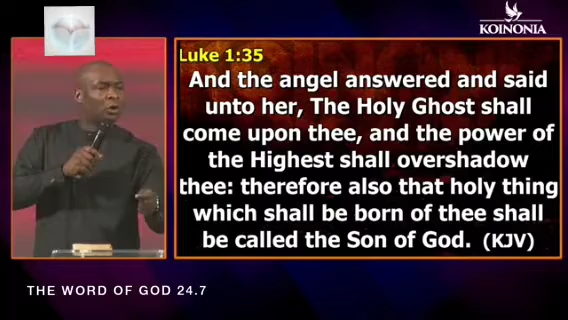 KOINONIA
Luke 1:35
And the angel answered and said
unto her, The Holy Ghost shall
come upon thee, and the power of
the Highest shall overshadow
thee: therefore also that holy thing
which shall be born of thee shall
be called the Son of God. (KJV)
THE WORD OF GOD 24.7